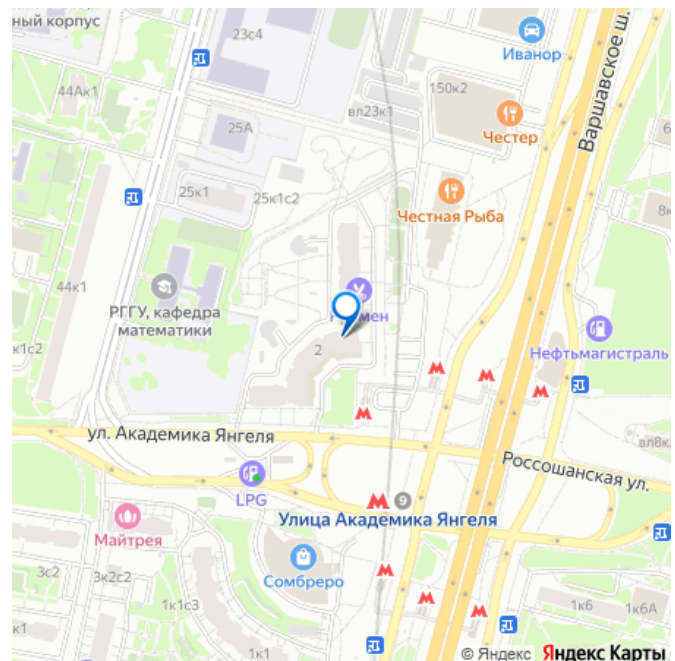 ный корпус
23с4
Иванор
Варшавское ш.
44Ак1
150к2
вл23к1
25А
Честер
25к1
25к1с2
Честная Рыба
44к1
РГГУ, кафедра
математики
мен
к1с2
2
Нефтьмагистраль
ул. Академика Янгеля
Россошанская ул.
LPG
9
Улица Академика Янгеля
Майтрея
Сомбреро
3с2
3к2с2
1к1с3
1к6
1к6А
к1
1к1
© Яндекс Яндекс Карты